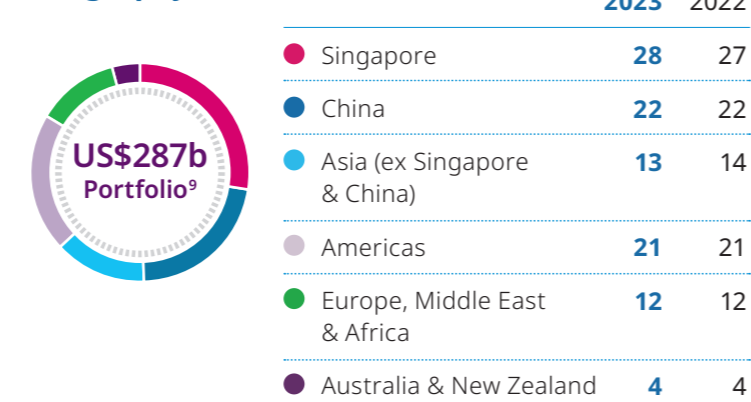 2023 2022
Singapore 28 27
China 22 22
Asia (ex Singapore
& China) 13 14
Americas 21 21
Europe, Middle East
& Africa 12 12
Australia & New Zealand 4 4
US$287b
Portfolio⁹